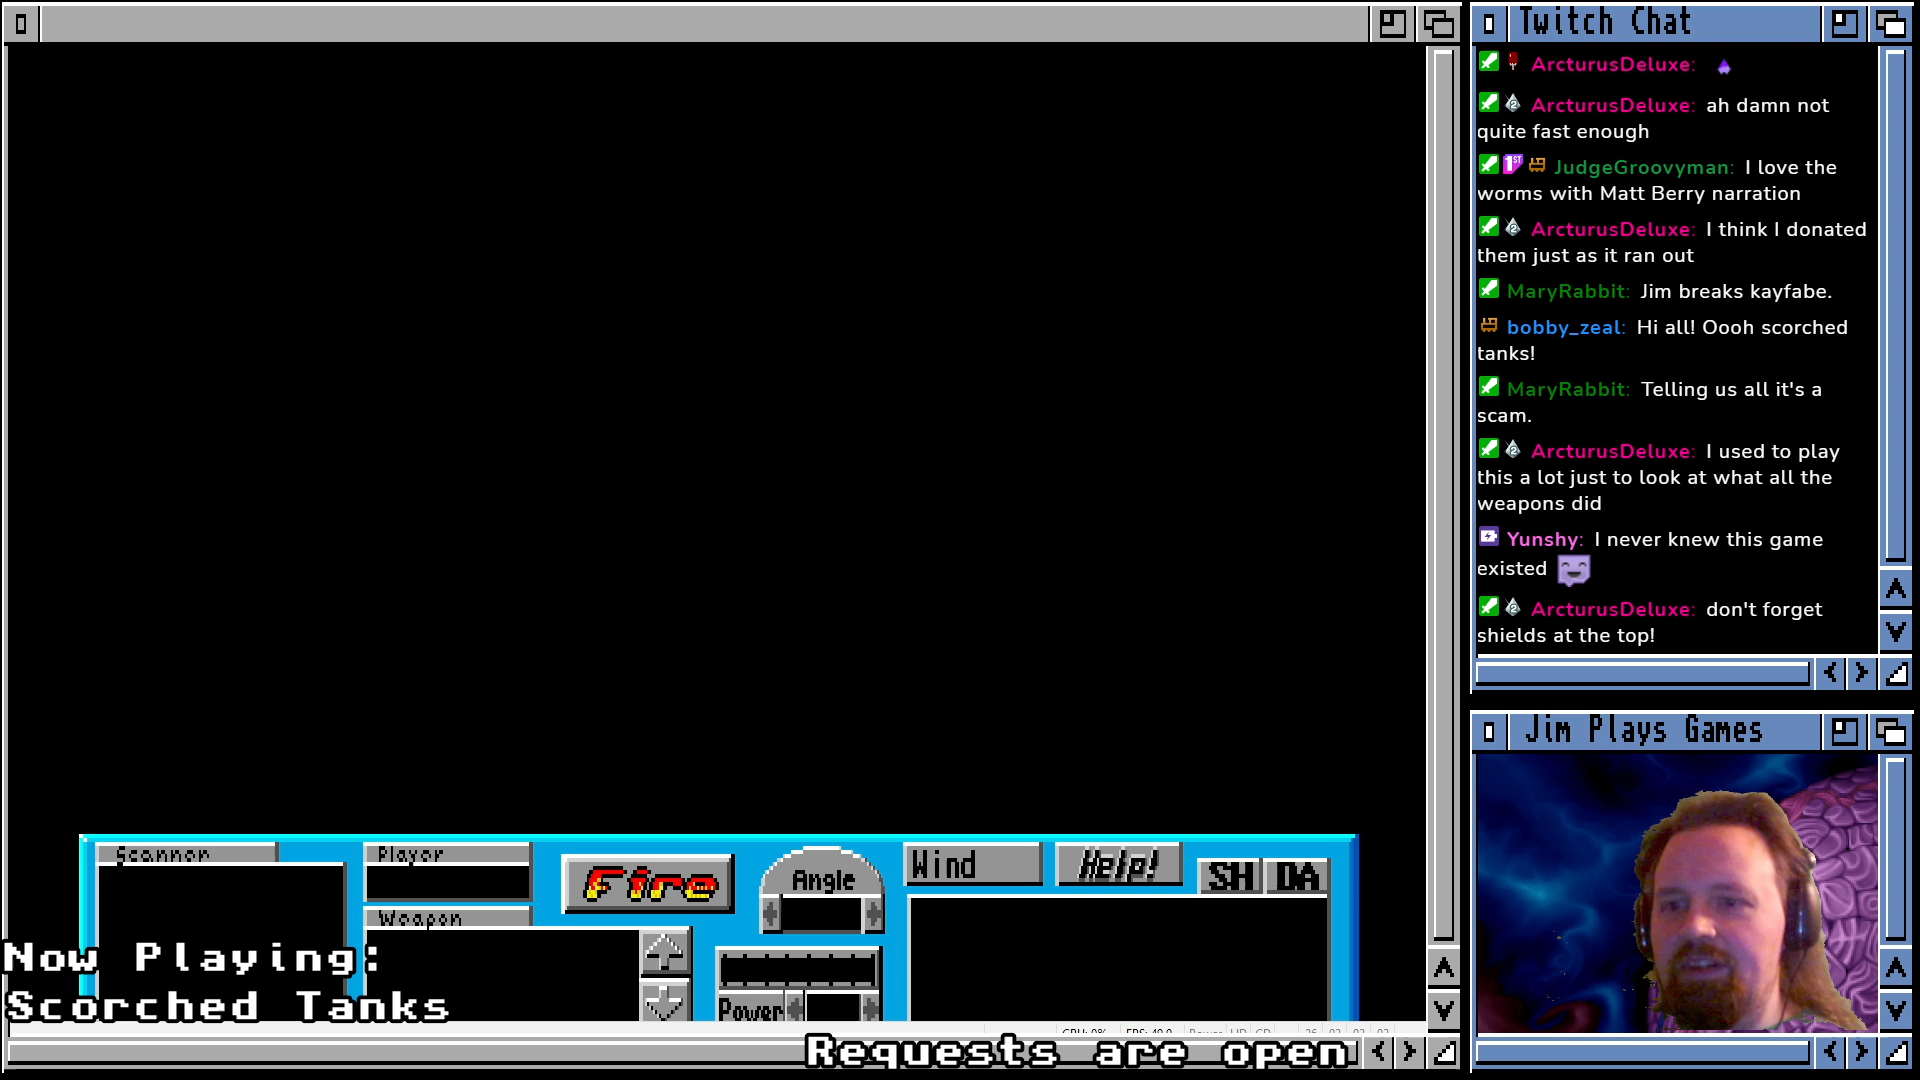 Twitch Chat
ArcturusDeluxe:
ArcturusDeluxe: ah damn not
quite fast enough
JudgeGroovyman: I love the
worms with Matt Berry narration
ArcturusDeluxe: I think I donated
them just as it ran out
MaryRabbit: Jim breaks kayfabe.
bobby_zeal: Hi all! Oooh scorched
tanks!
MaryRabbit: Telling us all it's a
scam.
ArcturusDeluxe: I used to play
this a lot just to look at what all the
weapons did
Yunshy: I never knew this game
existed
ArcturusDeluxe: don't forget
shields at the top!
Jim Plays Games
Scanner
Player
Weapon
Fire
Angle
Power
Wind
Help!
SH DA
Now Playing:
Scorched Tanks
Requests are open